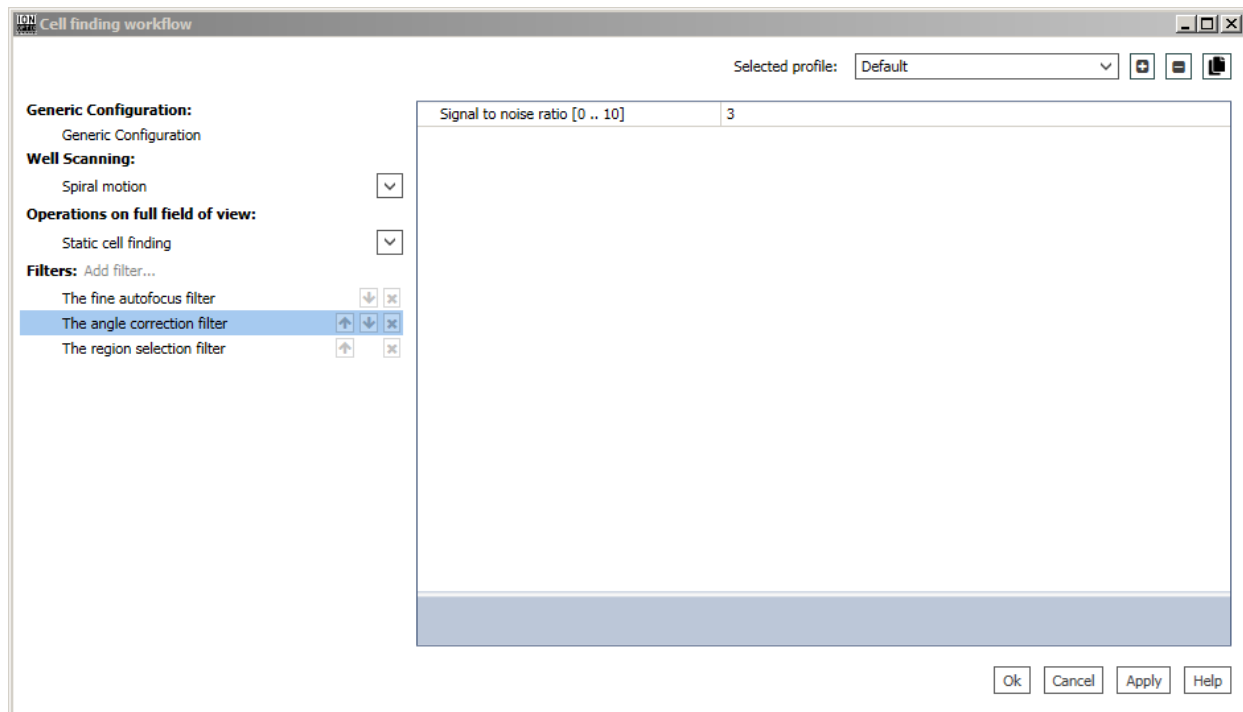 ION
Cell finding workflow
Selected profile: Default
Generic Configuration:
Generic Configuration
Well Scanning:
Spiral motion
Operations on full field of view:
Static cell finding
Filters: Add filter...
The fine autofocus filter
The angle correction filter
The region selection filter
Signal to noise ratio [0 .. 10] 3
Ok Cancel Apply Help